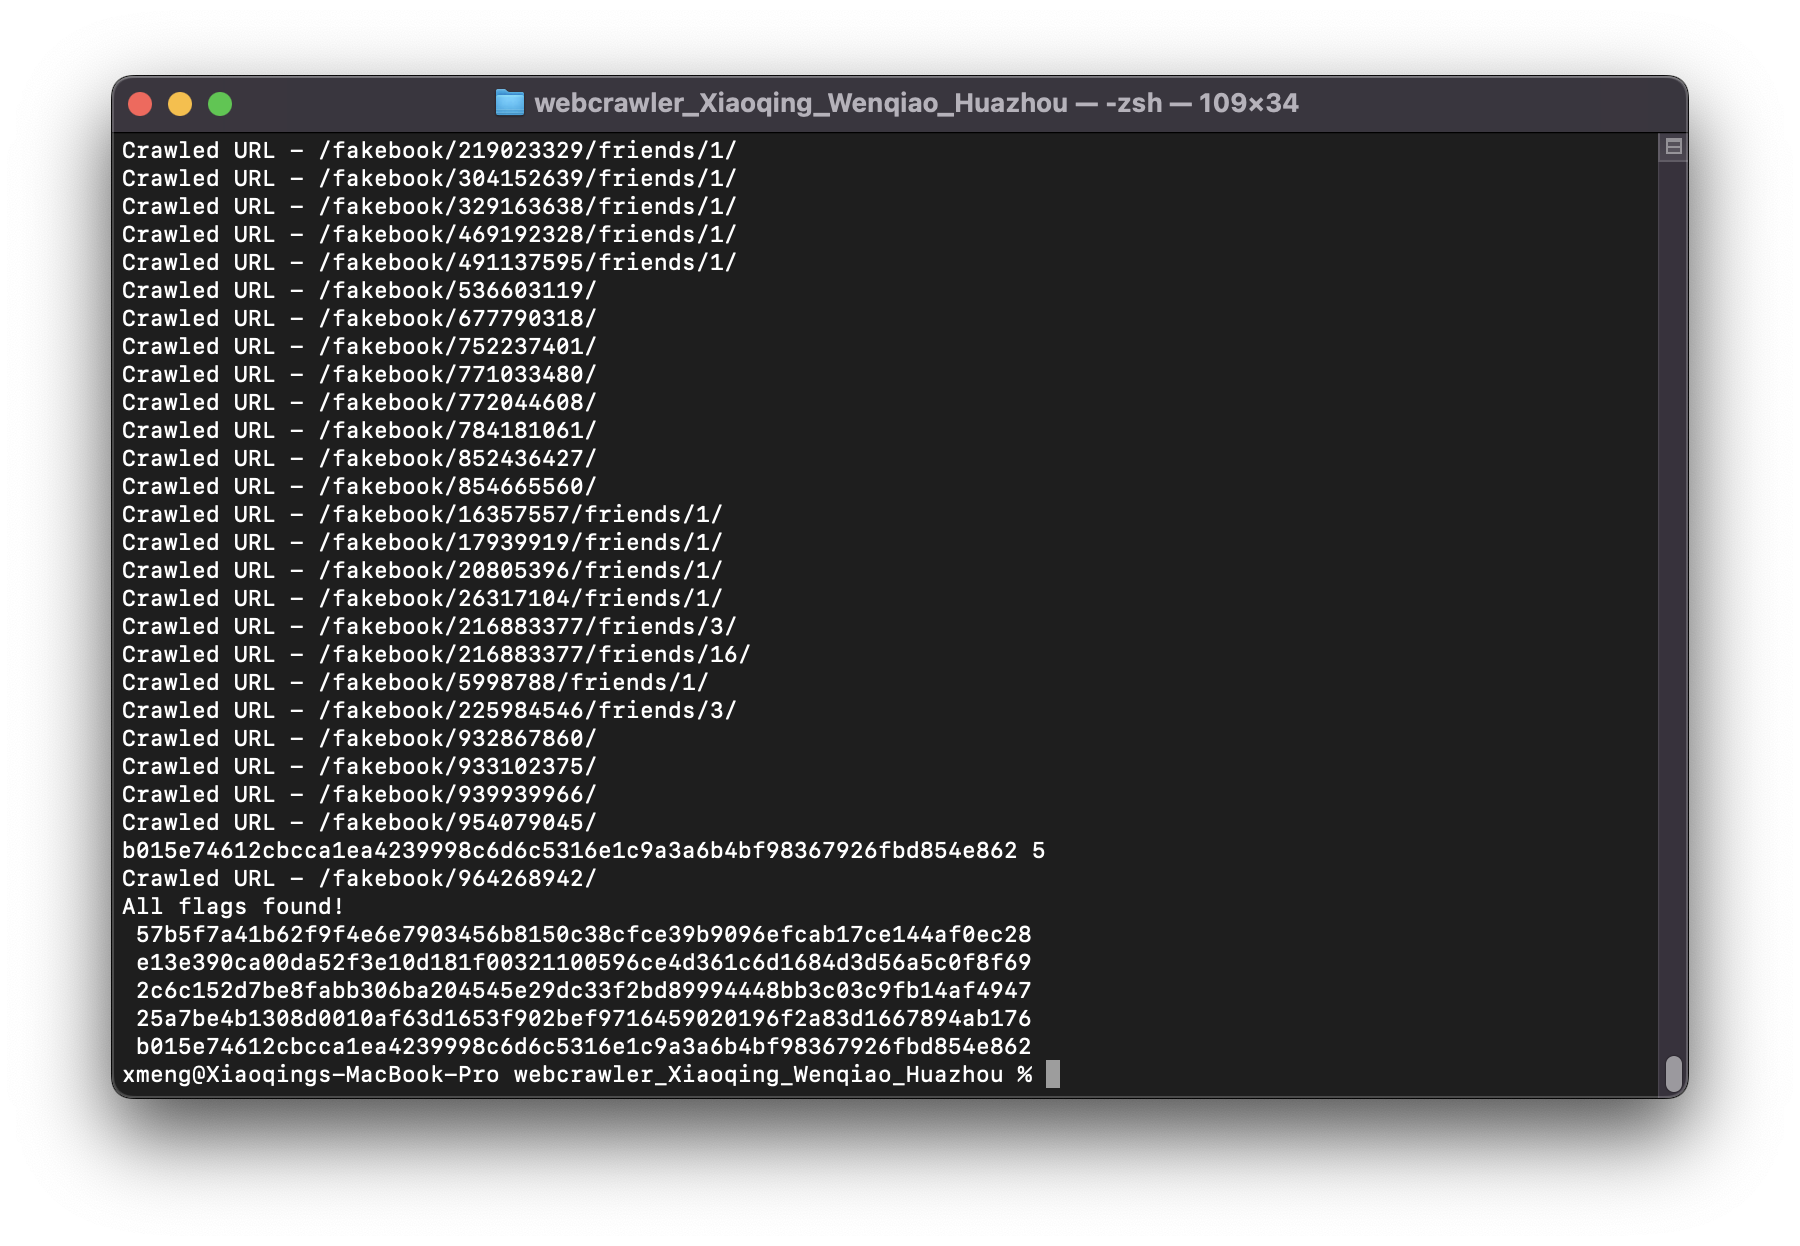 webcrawler_Xiaoqing_Wenqiao_Huazhou — -zsh — 109×34
Crawled URL - /fakebook/219023329/friends/1/
Crawled URL - /fakebook/304152639/friends/1/
Crawled URL - /fakebook/329163638/friends/1/
Crawled URL - /fakebook/469192328/friends/1/
Crawled URL - /fakebook/491137595/friends/1/
Crawled URL - /fakebook/536603119/
Crawled URL - /fakebook/677790318/
Crawled URL - /fakebook/752237401/
Crawled URL - /fakebook/771033480/
Crawled URL - /fakebook/772044608/
Crawled URL - /fakebook/784181061/
Crawled URL - /fakebook/852436427/
Crawled URL - /fakebook/854665560/
Crawled URL - /fakebook/16357557/friends/1/
Crawled URL - /fakebook/17939919/friends/1/
Crawled URL - /fakebook/20805396/friends/1/
Crawled URL - /fakebook/26317104/friends/1/
Crawled URL - /fakebook/216883377/friends/3/
Crawled URL - /fakebook/216883377/friends/16/
Crawled URL - /fakebook/5998788/friends/1/
Crawled URL - /fakebook/225984546/friends/3/
Crawled URL - /fakebook/932867860/
Crawled URL - /fakebook/933102375/
Crawled URL - /fakebook/939939966/
Crawled URL - /fakebook/954079045/
b015e74612cbcca1ea4239998c6d6c5316e1c9a3a6b4bf98367926fbd854e862 5
Crawled URL - /fakebook/964268942/
All flags found!
57b5f7a41b62f9f4e6e7903456b8150c38cfce39b9096efcab17ce144af0ec28
e13e390ca00da52f3e10d181f00321100596ce4d361c6d1684d3d56a5c0f8f69
2c6c152d7be8fabb306ba204545e29dc33f2bd89994448bb3c03c9fb14af4947
25a7be4b1308d0010af63d1653f902bef9716459020196f2a83d1667894ab176
b015e74612cbcca1ea4239998c6d6c5316e1c9a3a6b4bf98367926fbd854e862
xmeng@Xiaoqings-MacBook-Pro webcrawler_Xiaoqing_Wenqiao_Huazhou %